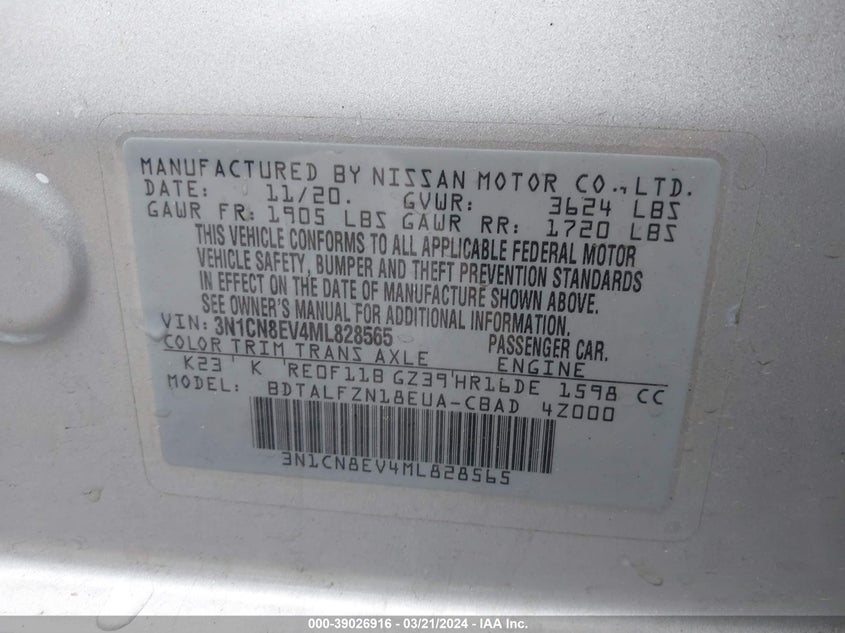 MANUFACTURED BY NISSAN MOTOR CO., LTD.
DATE: 11/20. GVWR: 3624 LBS
GAWR FR: 1905 LBS GAWR RR: 1720 LBS
THIS VEHICLE CONFORMS TO ALL APPLICABLE FEDERAL MOTOR
VEHICLE SAFETY, BUMPER AND THEFT PREVENTION STANDARDS
IN EFFECT ON THE DATE OF MANUFACTURE SHOWN ABOVE.
SEE OWNER'S MANUAL FOR ADDITIONAL INFORMATION.
VIN: 3N1CN8EV4ML828565 PASSENGER CAR.
COLOR TRIM TRANS AXLE ENGINE
K23 ' K 'RE0F11B GZ39'HR16DE 1598 CC
MODEL: BDTALFZN18EUA-CBAD 4Z000
3N1CN8EV4ML828565
000-39026916 - 03/21/2024 - IAA Inc.